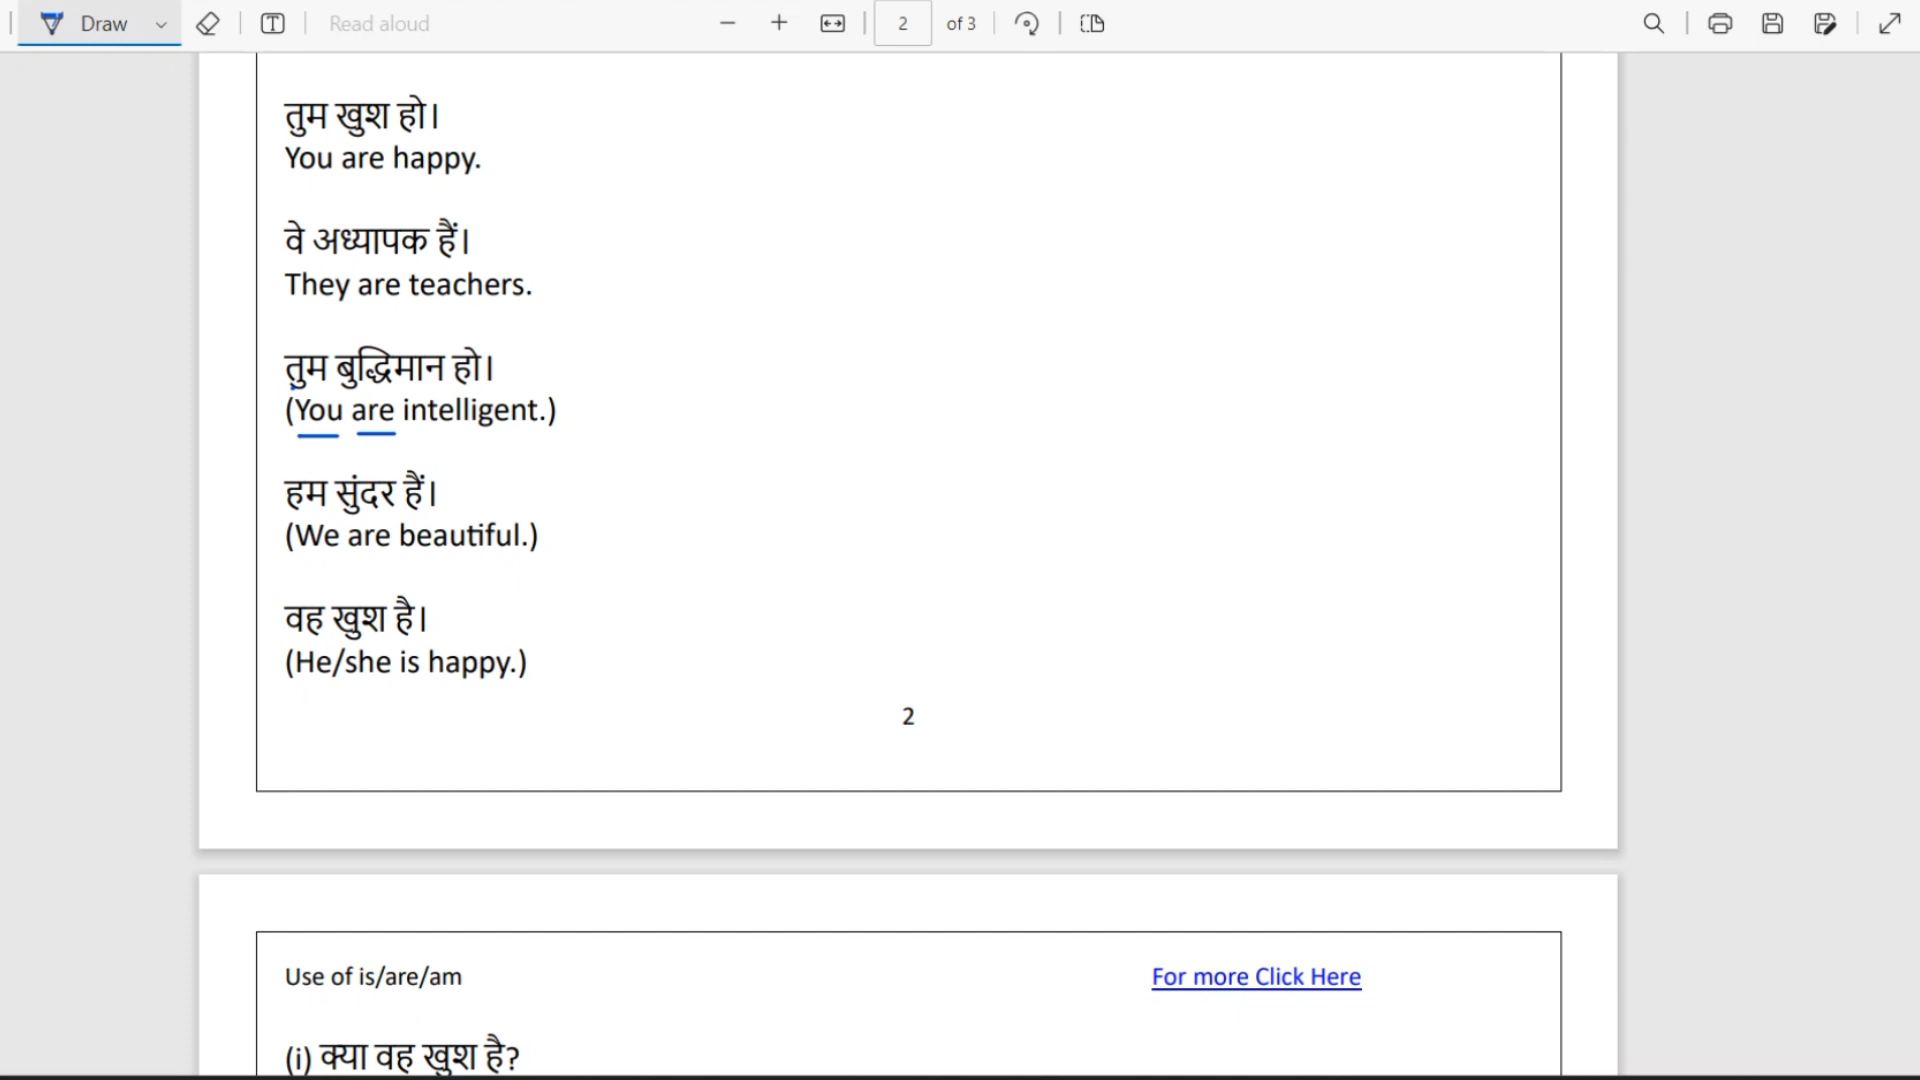 Draw Read aloud 2 of 3
तुम खुश हो।
You are happy.
वे अध्यापक हैं।
They are teachers.
तुम बुद्धिमान हो।
(You are intelligent.)
हम सुंदर हैं।
(We are beautiful.)
वह खुश है।
(He/she is happy.)
2
Use of is/are/am For more Click Here
(i) क्या वह खुश है?